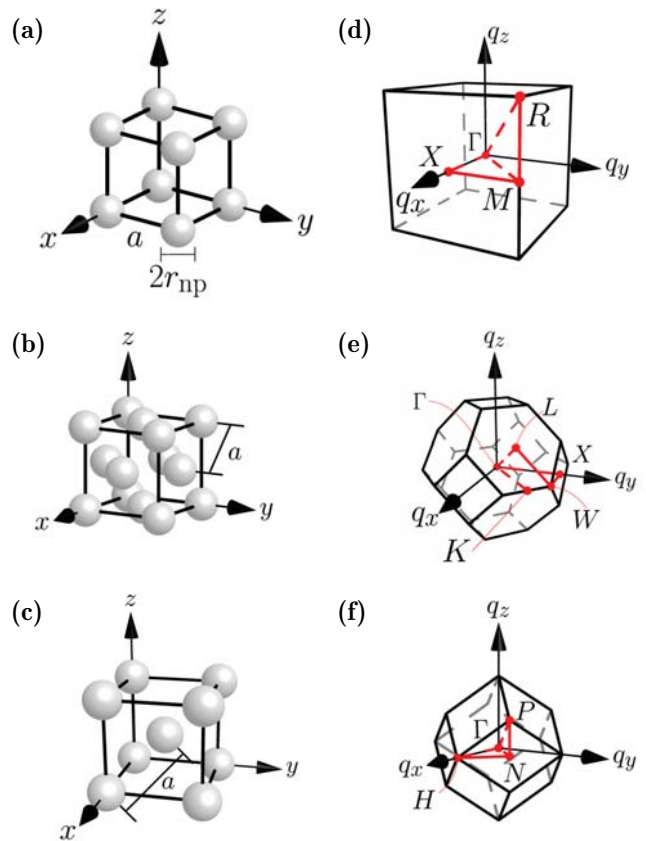 (a)
z
x
y
a
2r_np
(d)
q_z
R
Γ
X
q_y
q_x
M
(b)
z
a
x
y
(e)
q_z
Γ
L
X
q_y
q_x
W
K
(c)
z
a
y
x
(f)
q_z
P
Γ
q_x
q_y
N
H